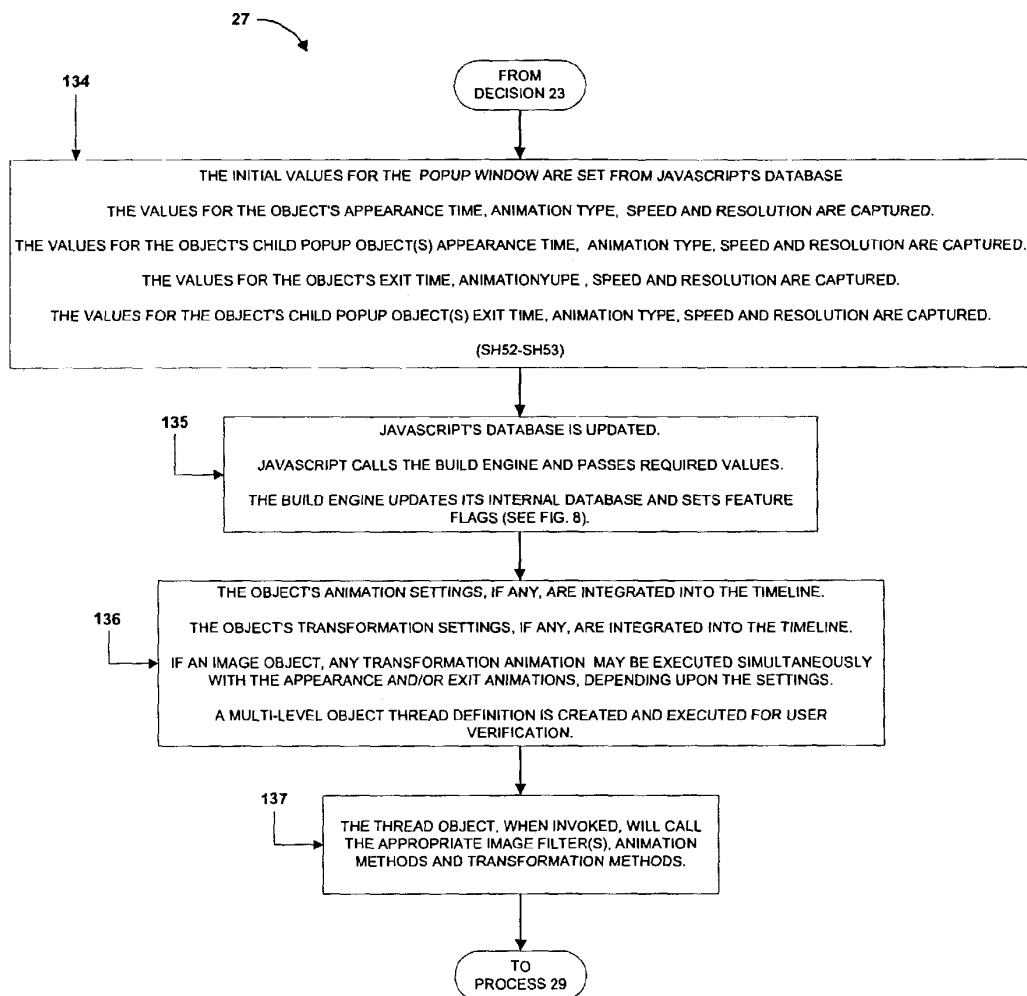 27
134
FROM
DECISION 23
THE INITIAL VALUES FOR THE POPUP WINDOW ARE SET FROM JAVASCRIPT'S DATABASE
THE VALUES FOR THE OBJECT'S APPEARANCE TIME, ANIMATION TYPE, SPEED AND RESOLUTION ARE CAPTURED.
THE VALUES FOR THE OBJECT'S CHILD POPUP OBJECT(S) APPEARANCE TIME, ANIMATION TYPE, SPEED AND RESOLUTION ARE CAPTURED.
THE VALUES FOR THE OBJECT'S EXIT TIME, ANIMATIONYUPE , SPEED AND RESOLUTION ARE CAPTURED.
THE VALUES FOR THE OBJECT'S CHILD POPUP OBJECT(S) EXIT TIME, ANIMATION TYPE, SPEED AND RESOLUTION ARE CAPTURED.
(SH52-SH53)
135
JAVASCRIPT'S DATABASE IS UPDATED.
JAVASCRIPT CALLS THE BUILD ENGINE AND PASSES REQUIRED VALUES.
THE BUILD ENGINE UPDATES ITS INTERNAL DATABASE AND SETS FEATURE
FLAGS (SEE FIG. 8).
136
THE OBJECT'S ANIMATION SETTINGS, IF ANY, ARE INTEGRATED INTO THE TIMELINE.
THE OBJECT'S TRANSFORMATION SETTINGS, IF ANY, ARE INTEGRATED INTO THE TIMELINE.
IF AN IMAGE OBJECT, ANY TRANSFORMATION ANIMATION MAY BE EXECUTED SIMULTANEOUSLY
WITH THE APPEARANCE AND/OR EXIT ANIMATIONS, DEPENDING UPON THE SETTINGS.
A MULTI-LEVEL OBJECT THREAD DEFINITION IS CREATED AND EXECUTED FOR USER
VERIFICATION.
137
THE THREAD OBJECT, WHEN INVOKED, WILL CALL
THE APPROPRIATE IMAGE FILTER(S), ANIMATION
METHODS AND TRANSFORMATION METHODS.
TO
PROCESS 29